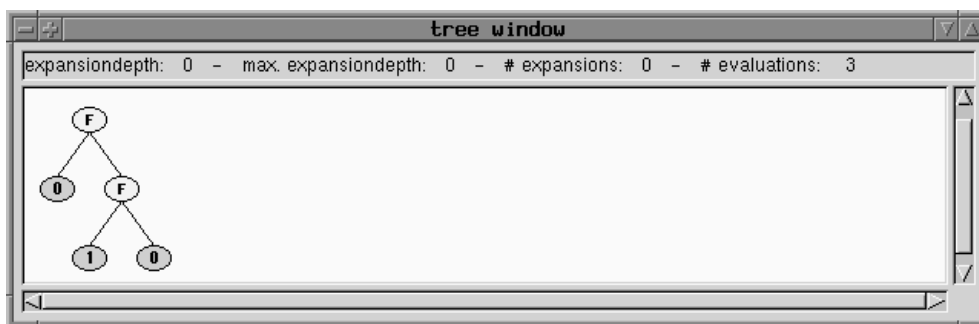 tree window
expansiondepth: 0 - max. expansiondepth: 0 - # expansions: 0 - # evaluations: 3
F
0 F
1 0